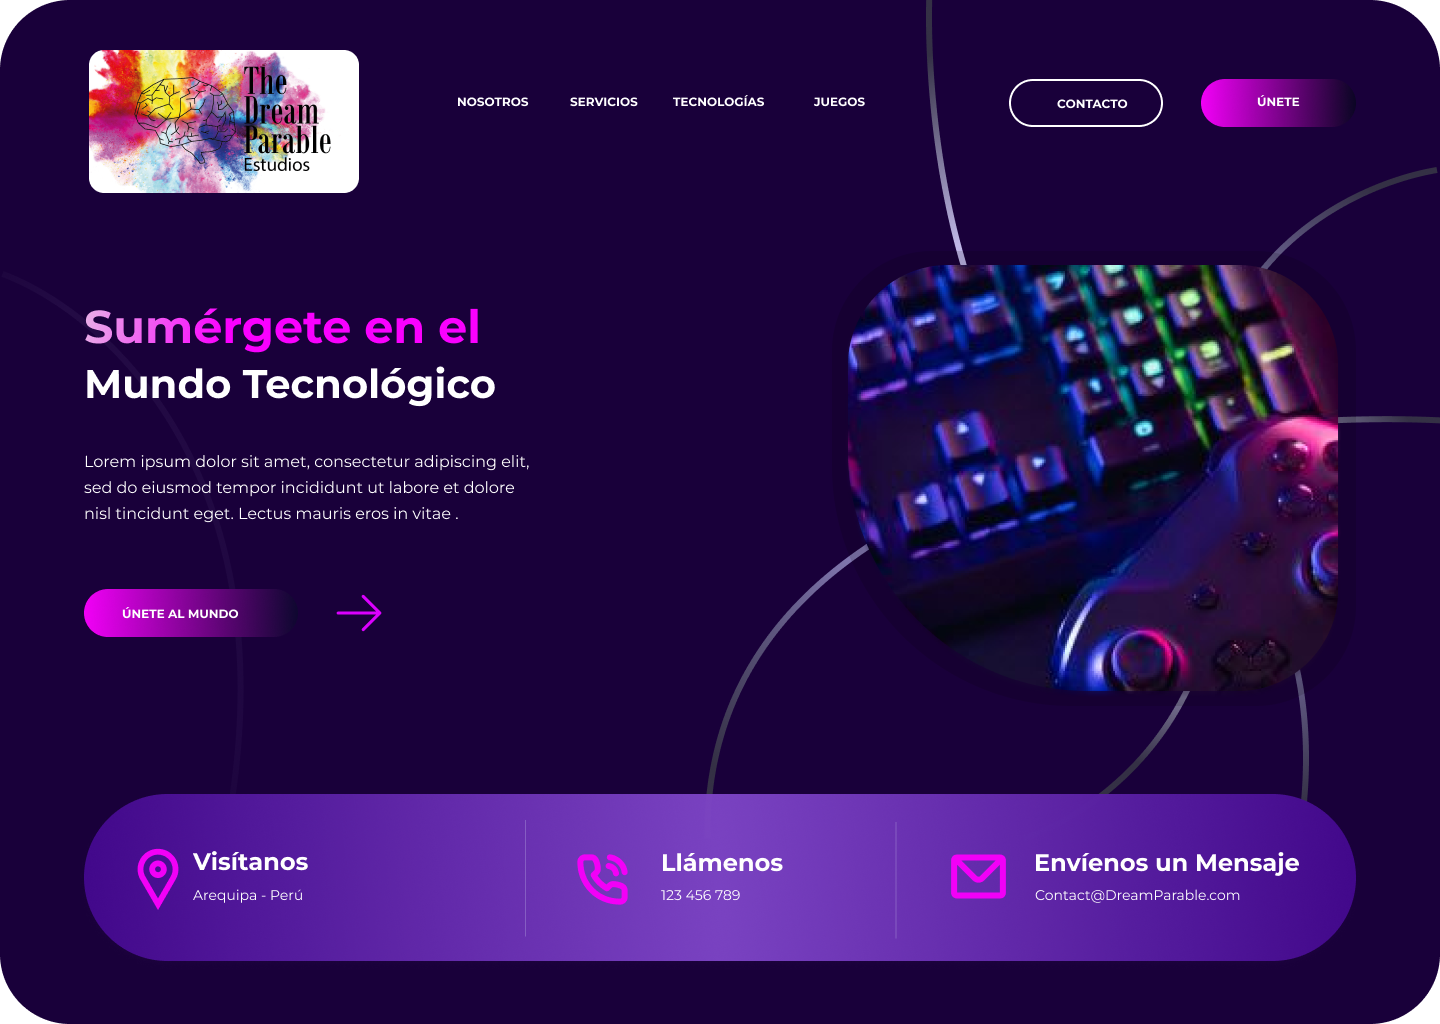 The
Dream
Parable
Estudios
NOSOTROS
SERVICIOS
TECNOLOGÍAS
JUEGOS
CONTACTO
ÚNETE
Sumérgete en el
Mundo Tecnológico
Lorem ipsum dolor sit amet, consectetur adipiscing elit,
sed do eiusmod tempor incididunt ut labore et dolore
nisl tincidunt eget. Lectus mauris eros in vitae .
ÚNETE AL MUNDO
Visítanos
Arequipa - Perú
Llámenos
123 456 789
Envíenos un Mensaje
Contact@DreamParable.com